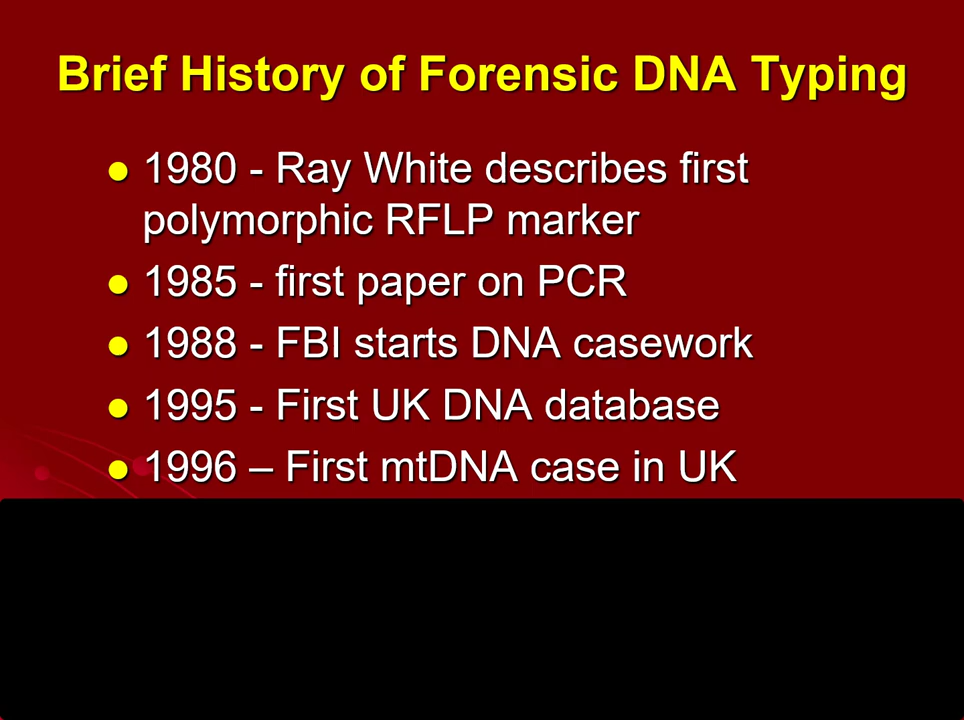 Brief History of Forensic DNA Typing
● 1980 - Ray White describes first
polymorphic RFLP marker
● 1985 - first paper on PCR
● 1988 - FBI starts DNA casework
● 1995 - First UK DNA database
● 1996 – First mtDNA case in UK